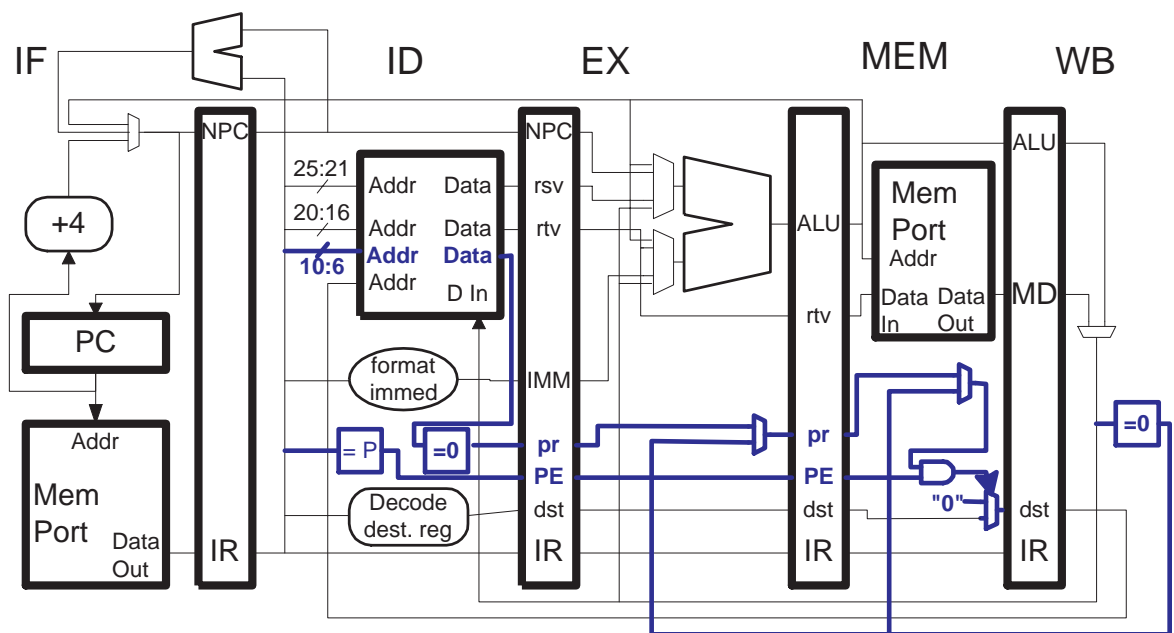 IF
ID
EX
MEM
WB
NPC
NPC
ALU
25:21
Addr
Data
rsv
20:16
Addr
Data
rtv
Addr
Data
10:6
Addr
D In
+4
PC
ALU
rtv
Mem
Port
Addr
Data
In
Data
Out
MD
format
immed
IMM
Addr
Mem
Port
Data
Out
IR
= P
=0
pr
PE
pr
PE
=0
"0"
Decode
dest. reg
dst
dst
dst
IR
IR
IR